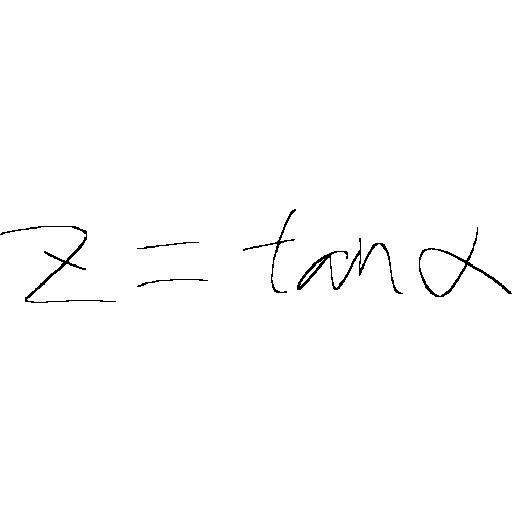 z = tan α